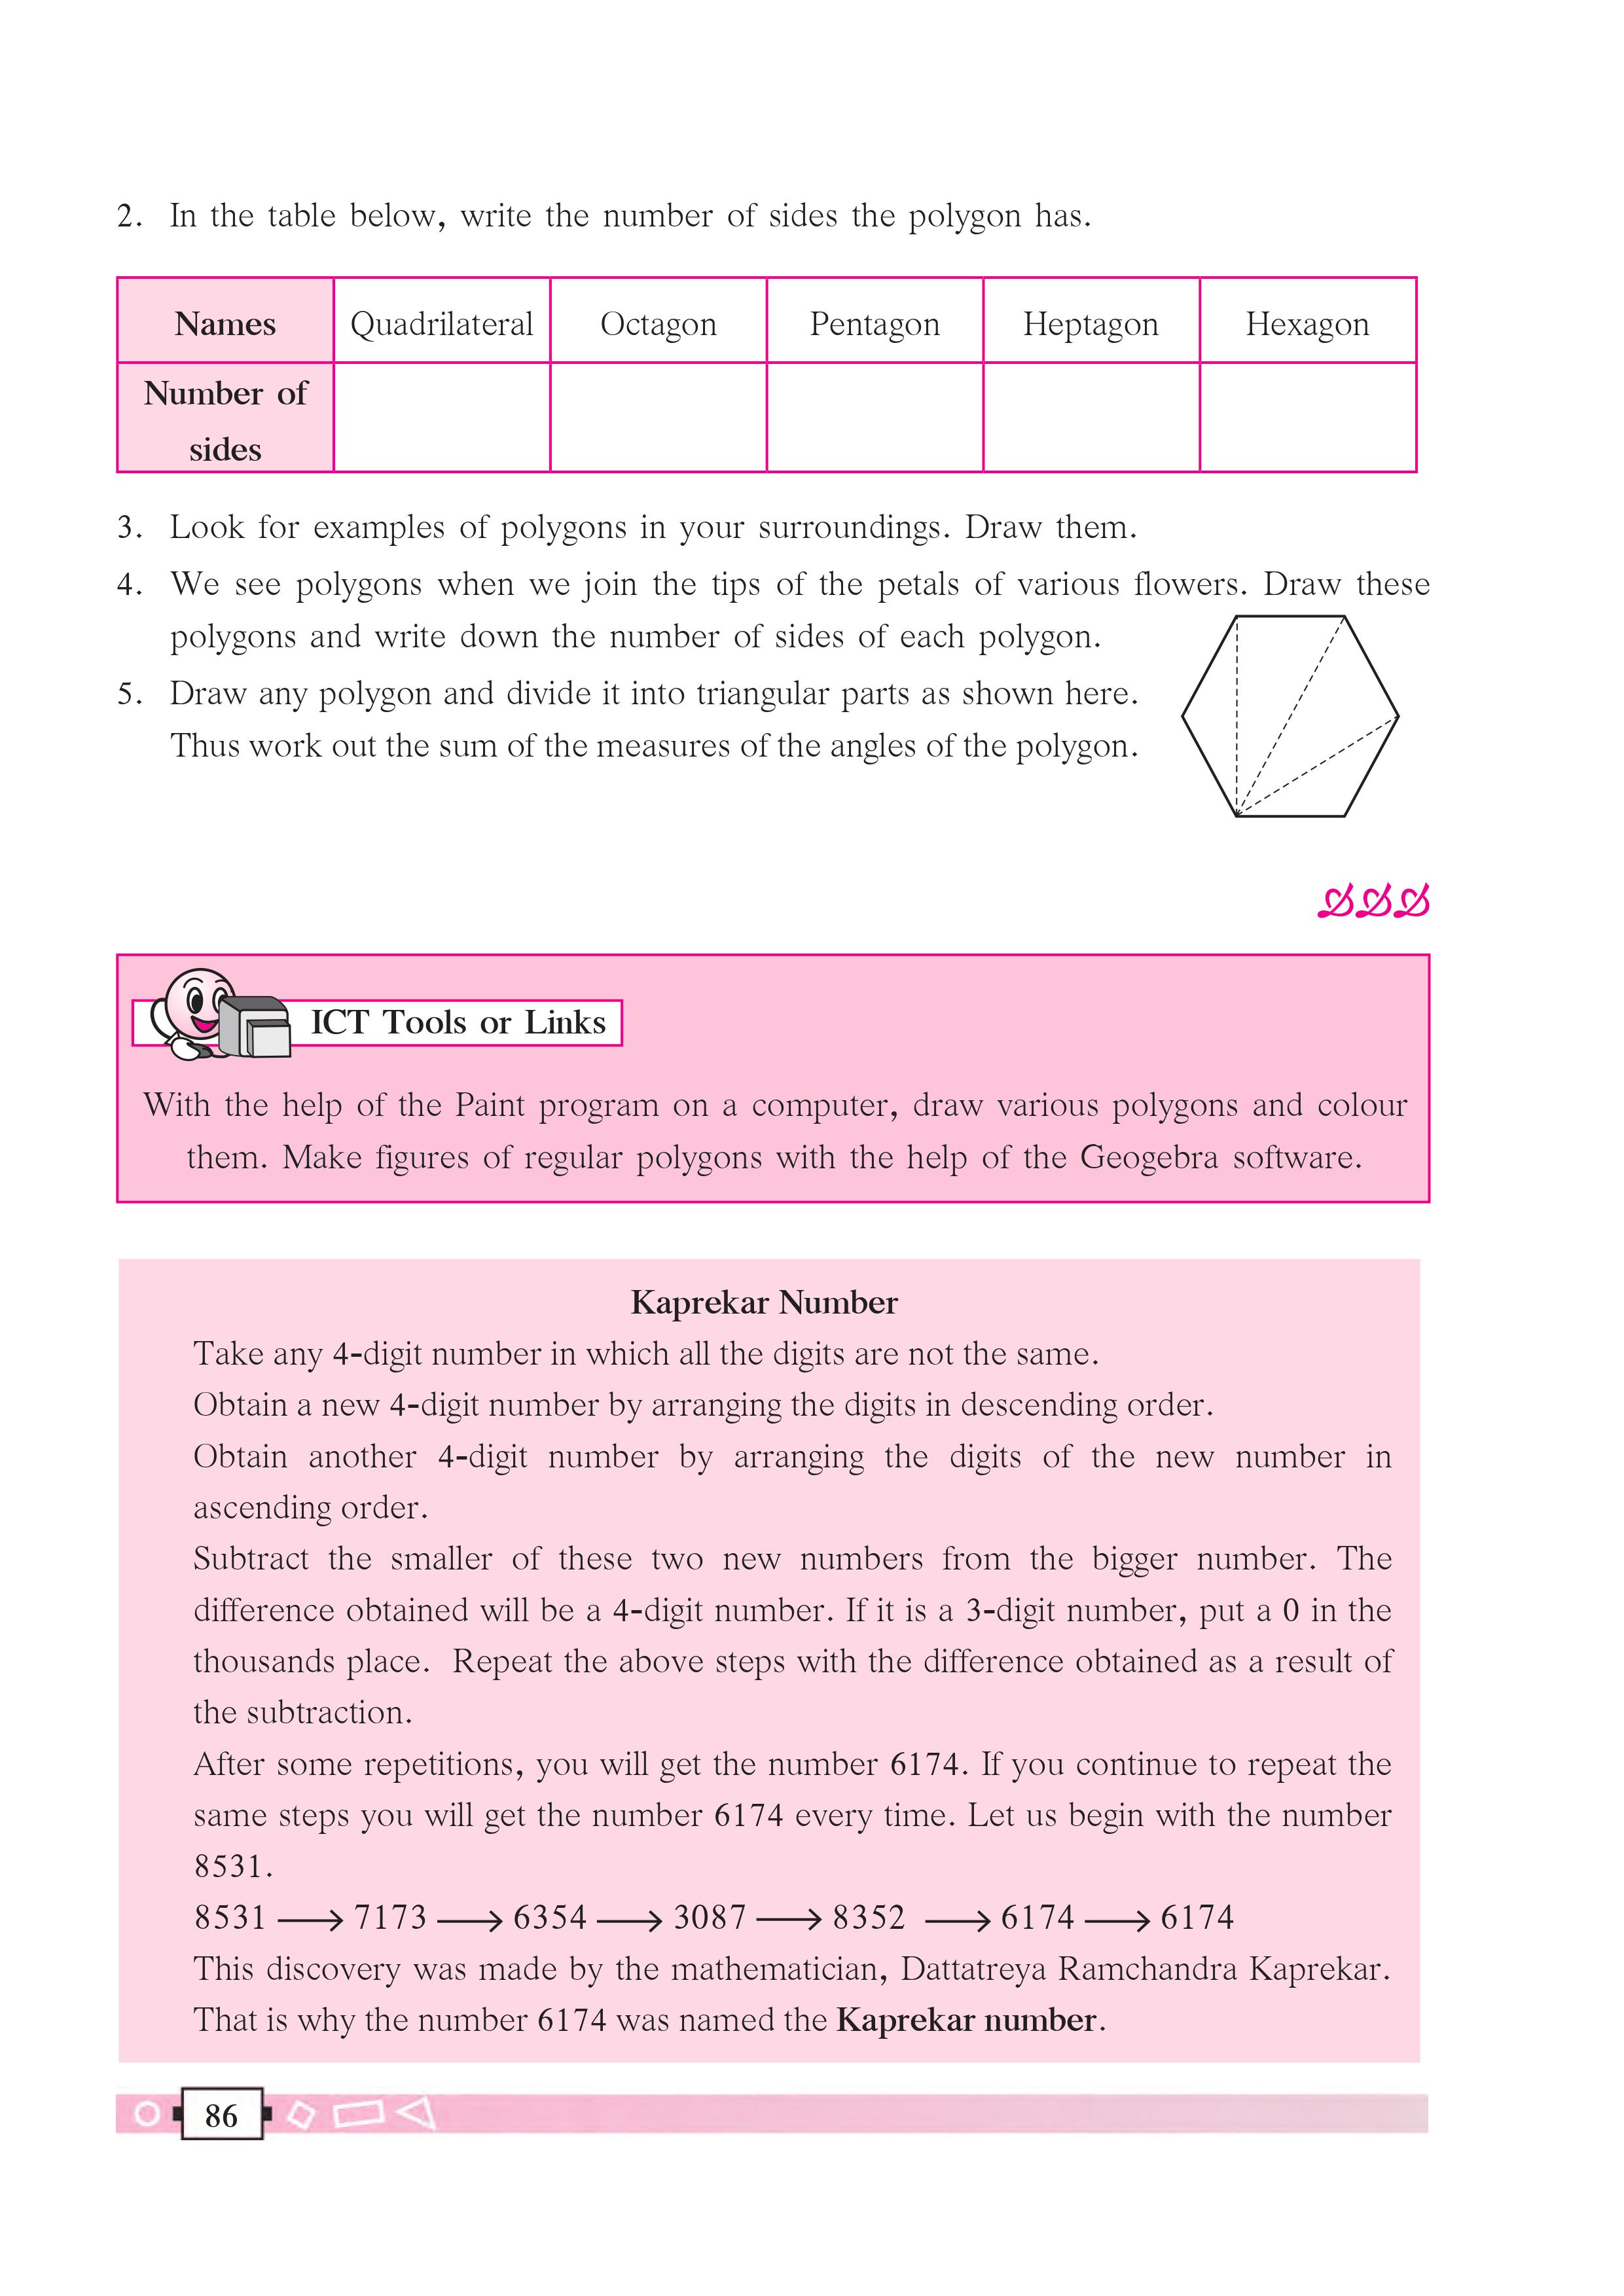 2. In the table below, write the number of sides the polygon has.
Names Quadrilateral Octagon Pentagon Heptagon Hexagon
Number of
sides
3. Look for examples of polygons in your surroundings. Draw them.
4. We see polygons when we join the tips of the petals of various flowers. Draw these
polygons and write down the number of sides of each polygon.
5. Draw any polygon and divide it into triangular parts as shown here.
Thus work out the sum of the measures of the angles of the polygon.
ICT Tools or Links
With the help of the Paint program on a computer, draw various polygons and colour
them. Make figures of regular polygons with the help of the Geogebra software.
Kaprekar Number
Take any 4-digit number in which all the digits are not the same.
Obtain a new 4-digit number by arranging the digits in descending order.
Obtain another 4-digit number by arranging the digits of the new number in
ascending order.
Subtract the smaller of these two new numbers from the bigger number. The
difference obtained will be a 4-digit number. If it is a 3-digit number, put a 0 in the
thousands place. Repeat the above steps with the difference obtained as a result of
the subtraction.
After some repetitions, you will get the number 6174. If you continue to repeat the
same steps you will get the number 6174 every time. Let us begin with the number
8531.
8531 ⟶ 7173 ⟶ 6354 ⟶ 3087 ⟶ 8352 ⟶ 6174 ⟶ 6174
This discovery was made by the mathematician, Dattatreya Ramchandra Kaprekar.
That is why the number 6174 was named the Kaprekar number.
86